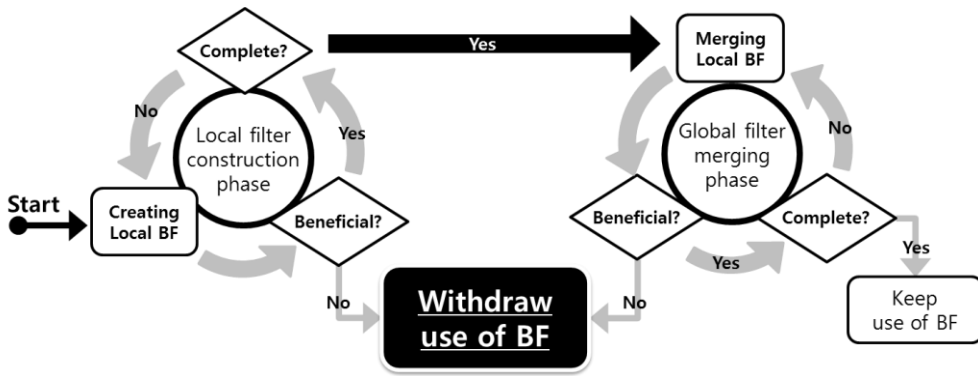 Complete?
Yes
Merging
Local BF
No
Local filter
construction
phase
Yes
Global filter
merging
phase
No
Start
Creating
Local BF
Beneficial?
Beneficial?
Complete?
No
Withdraw
use of BF
No
Yes
Yes
Keep
use of BF